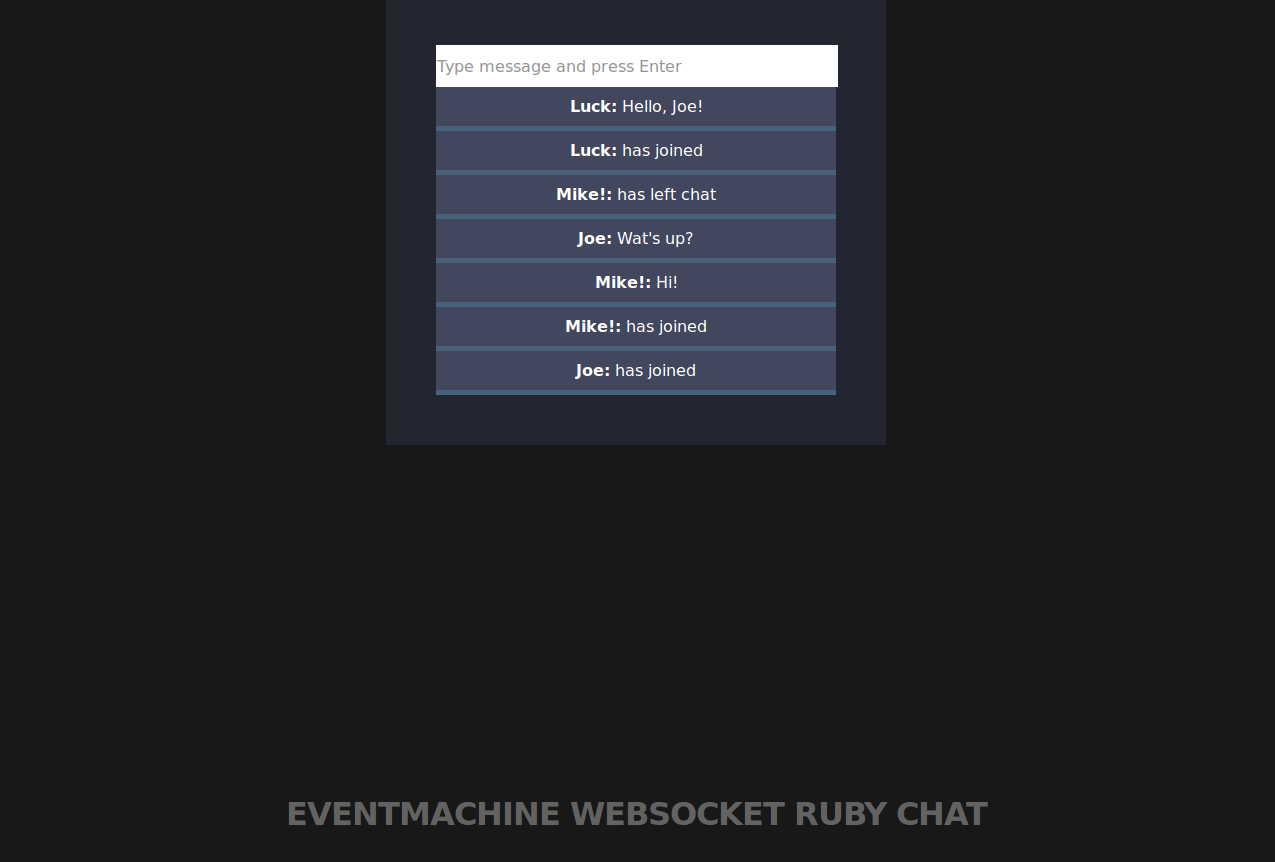 Type message and press Enter
Luck: Hello, Joe!
Luck: has joined
Mike!: has left chat
Joe: Wat's up?
Mike!: Hi!
Mike!: has joined
Joe: has joined
EVENTMACHINE WEBSOCKET RUBY CHAT